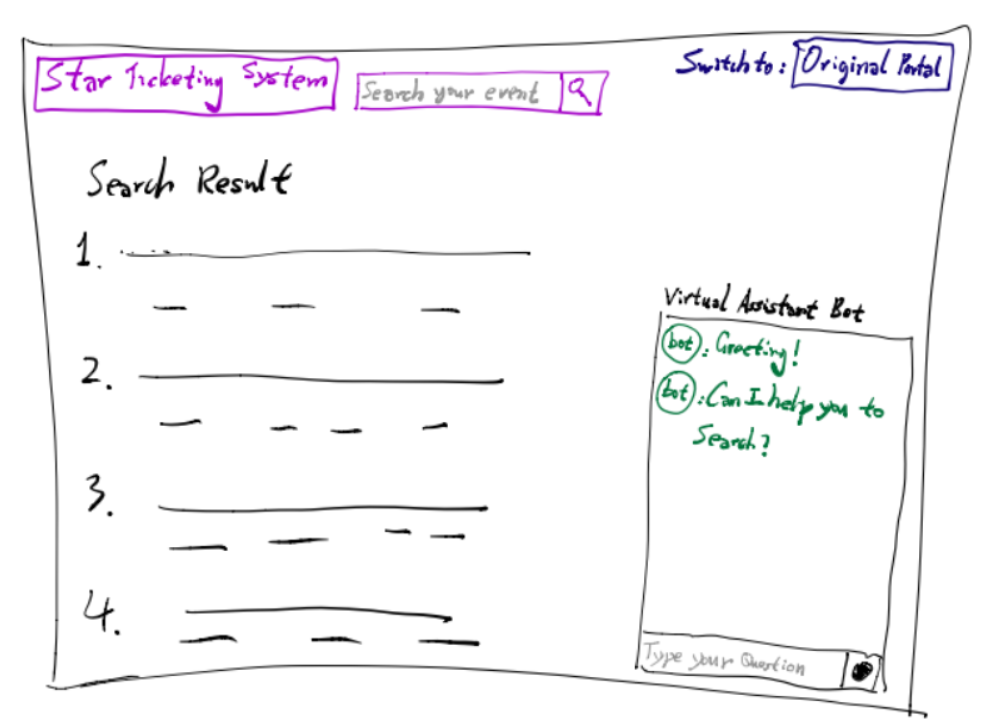 Star Ticketing System
Search your event
Switch to: Original Portal
Search Result
1.
2.
3.
4.
Virtual Assistant Bot
bot: Greeting!
bot: Can I help you to
Search?
Type your Question